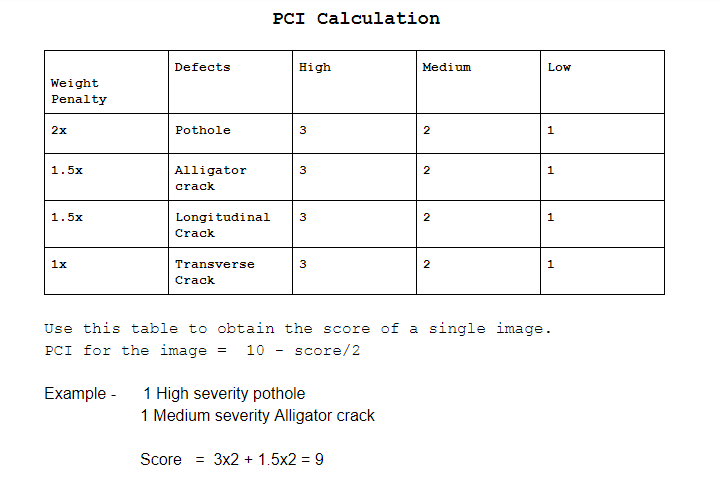 PCI Calculation
Weight Penalty Defects High Medium Low
2x Pothole 3 2 1
1.5x Alligator crack 3 2 1
1.5x Longitudinal Crack 3 2 1
1x Transverse Crack 3 2 1
Use this table to obtain the score of a single image.
PCI for the image = 10 - score/2
Example - 1 High severity pothole
1 Medium severity Alligator crack
Score = 3x2 + 1.5x2 = 9